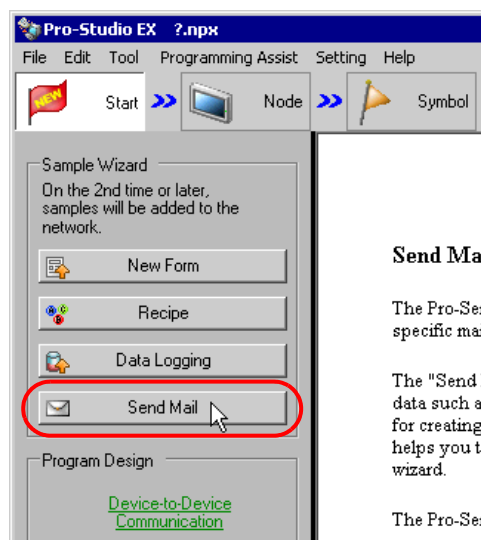 Pro-Studio EX ?.npx
File Edit Tool Programming Assist Setting Help
NEW Start Node Symbol
Sample Wizard
On the 2nd time or later,
samples will be added to the
network.
New Form
Recipe
Data Logging
Send Mail
Program Design
Device-to-Device
Communication
Send Ma
The Pro-Se
specific ma
The "Send
data such a
for creating
helps you t
wizard.
The Pro-Se